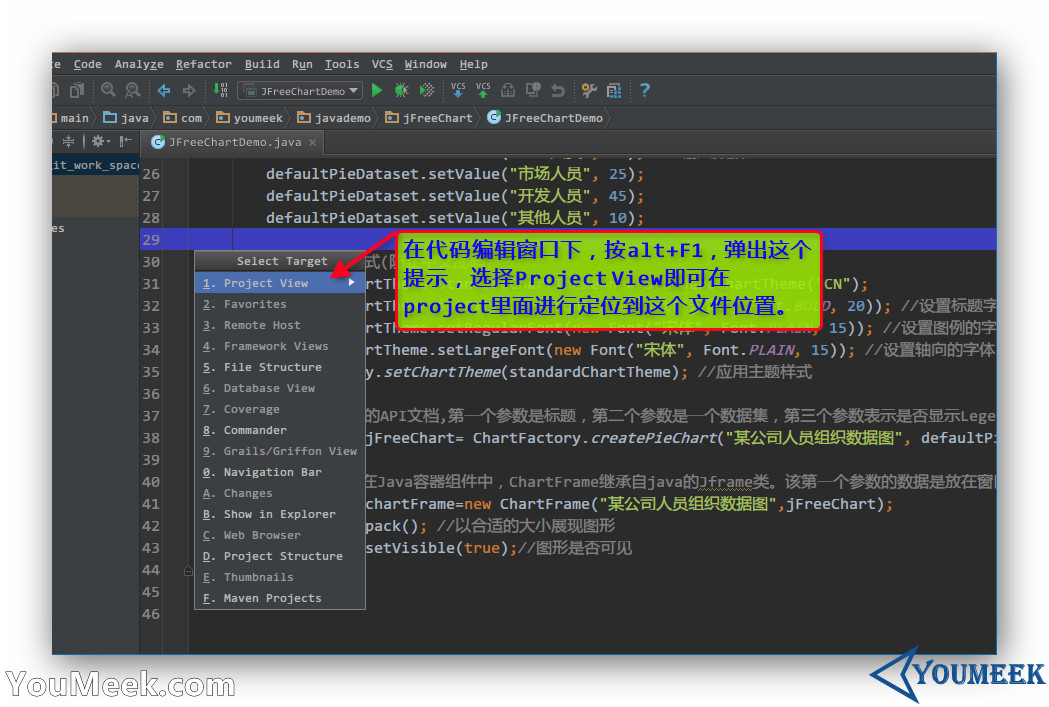 Code Analyze Refactor Build Run Tools VCS Window Help
JFreeChartDemo VCS VCS ?
main java com youmeek javademo jFreeChart JFreeChartDemo
JFreeChartDemo.java
it_work_space
es
26 defaultPieDataset.setValue("市场人员", 25);
27 defaultPieDataset.setValue("开发人员", 45);
28 defaultPieDataset.setValue("其他人员", 10);
29
在代码编辑窗口下，按alt+F1，弹出这个
提示，选择Project View即可在
project里面进行定位到这个文件位置。
Select Target
1. Project View
2. Favorites
3. Remote Host
4. Framework Views
5. File Structure
6. Database View
7. Coverage
8. Commander
9. Grails/Griffon View
0. Navigation Bar
A. Changes
B. Show in Explorer
C. Web Browser
D. Project Structure
E. Thumbnails
F. Maven Projects
30
31 "CN");
32 20)); //设置标题字
33 15)); //设置图例的字
34 rtTheme.setLargeFont(new Font("宋体", Font.PLAIN, 15)); //设置轴向的字体
35 y.setChartTheme(standardChartTheme); //应用主题样式
36
37 的API文档,第一个参数是标题，第二个参数是一个数据集，第三个参数表示是否显示Lege
38 jFreeChart= ChartFactory.createPieChart("某公司人员组织数据图", defaultPi
39
40 在Java容器组件中，ChartFrame继承自java的Jframe类。该第一个参数的数据是放在窗
41 chartFrame=new ChartFrame("某公司人员组织数据图",jFreeChart);
42 pack(); //以合适的大小展现图形
43 setVisible(true);//图形是否可见
44
45
46
YouMeek.com
YOUMEEK